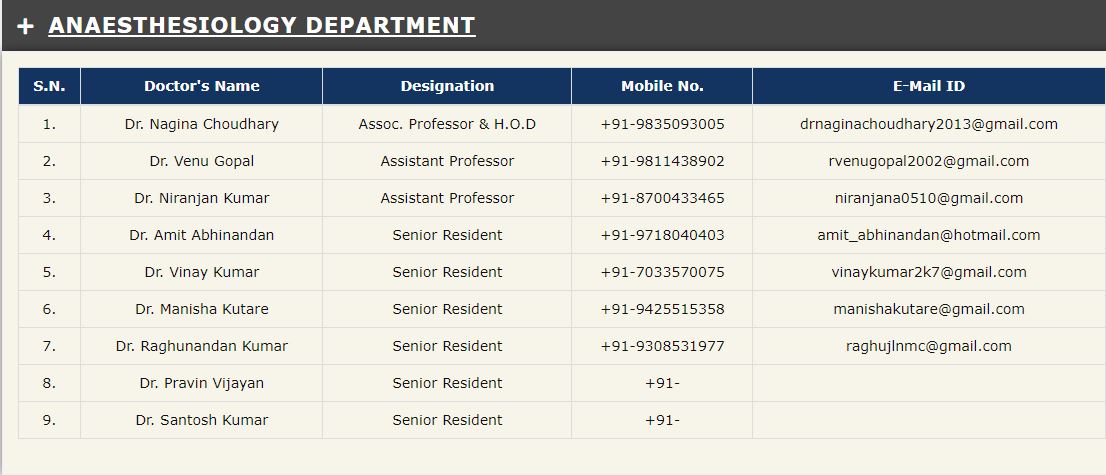 + ANAESTHESIOLOGY DEPARTMENT
S.N. Doctor's Name Designation Mobile No. E-Mail ID
1. Dr. Nagina Choudhary Assoc. Professor & H.O.D +91-9835093005 drnaginachoudhary2013@gmail.com
2. Dr. Venu Gopal Assistant Professor +91-9811438902 rvenugopal2002@gmail.com
3. Dr. Niranjan Kumar Assistant Professor +91-8700433465 niranjana0510@gmail.com
4. Dr. Amit Abhinandan Senior Resident +91-9718040403 amit_abhinandan@hotmail.com
5. Dr. Vinay Kumar Senior Resident +91-7033570075 vinaykumar2k7@gmail.com
6. Dr. Manisha Kutare Senior Resident +91-9425515358 manishakutare@gmail.com
7. Dr. Raghunandan Kumar Senior Resident +91-9308531977 raghujlnmc@gmail.com
8. Dr. Pravin Vijayan Senior Resident +91-
9. Dr. Santosh Kumar Senior Resident +91-